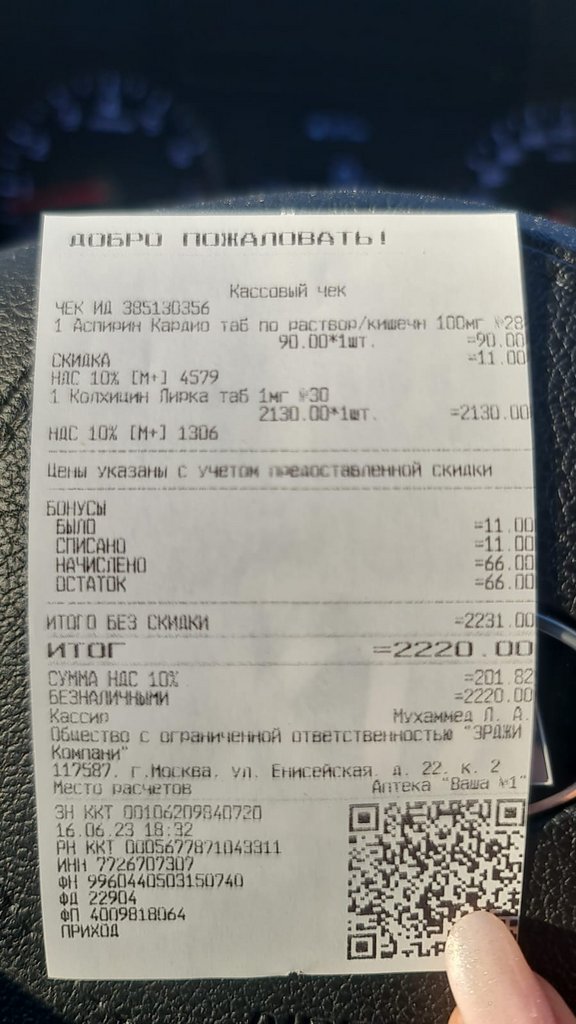 ДОБРО ПОЖАЛОВАТЬ!
Кассовый чек
ЧЕК ИД 385130356
1 Аспирин Кардио таб по раствор/кишечн 100мг №28
90.00*1шт. =90.00
СКИДКА =11.00
НДС 10% [М+] 4579
1 Колхицин Лирка таб 1мг №30
2130.00*1шт. =2130.00
НДС 10% [М+] 1306
Цены указаны с учетом предоставленной скидки
БОНУСЫ
БЫЛО =11.00
СПИСАНО =11.00
НАЧИСЛЕНО =66.00
ОСТАТОК =66.00
ИТОГО БЕЗ СКИДКИ =2231.00
ИТОГ =2220.00
СУММА НДС 10% =201.82
БЕЗНАЛИЧНЫМИ =2220.00
Кассир Мухаммед Л. А.
Общество с ограниченной ответственностью "ЭРДЖИ
Компани"
117587, г.Москва, ул. Енисейская, д. 22, к. 2
Место расчетов Аптека "Ваша №1"
ЗН ККТ 00106209840720
16.06.23 18:32
РН ККТ 0005677871043311
ИНН 7726707307
ФН 9960440503150740
ФД 22904
ФП 4009818064
ПРИХОД